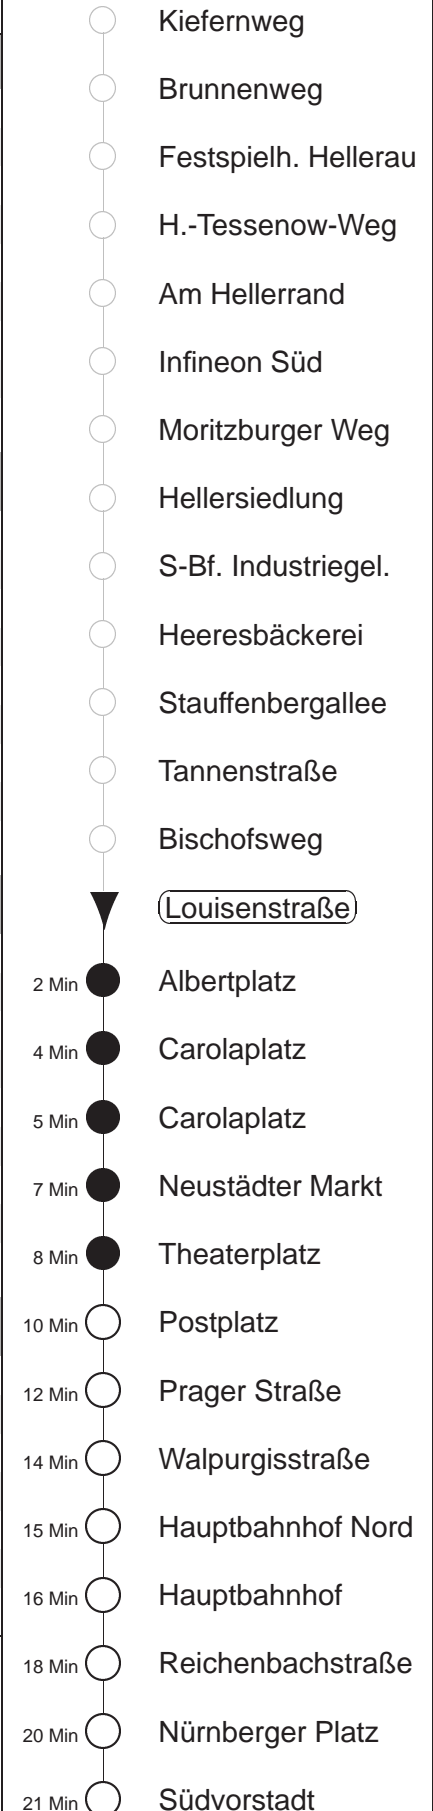 Kiefernweg
Brunnenweg
Festspielh. Hellerau
H.-Tessenow-Weg
Am Hellerrand
Infineon Süd
Moritzburger Weg
Hellersiedlung
S-Bf. Industriegel.
Heeresbäckerei
Stauffenbergallee
Tannenstraße
Bischofsweg
Louisenstraße
2 Min Albertplatz
4 Min Carolaplatz
5 Min Carolaplatz
7 Min Neustädter Markt
8 Min Theaterplatz
10 Min Postplatz
12 Min Prager Straße
14 Min Walpurgisstraße
15 Min Hauptbahnhof Nord
16 Min Hauptbahnhof
18 Min Reichenbachstraße
20 Min Nürnberger Platz
21 Min Südvorstadt